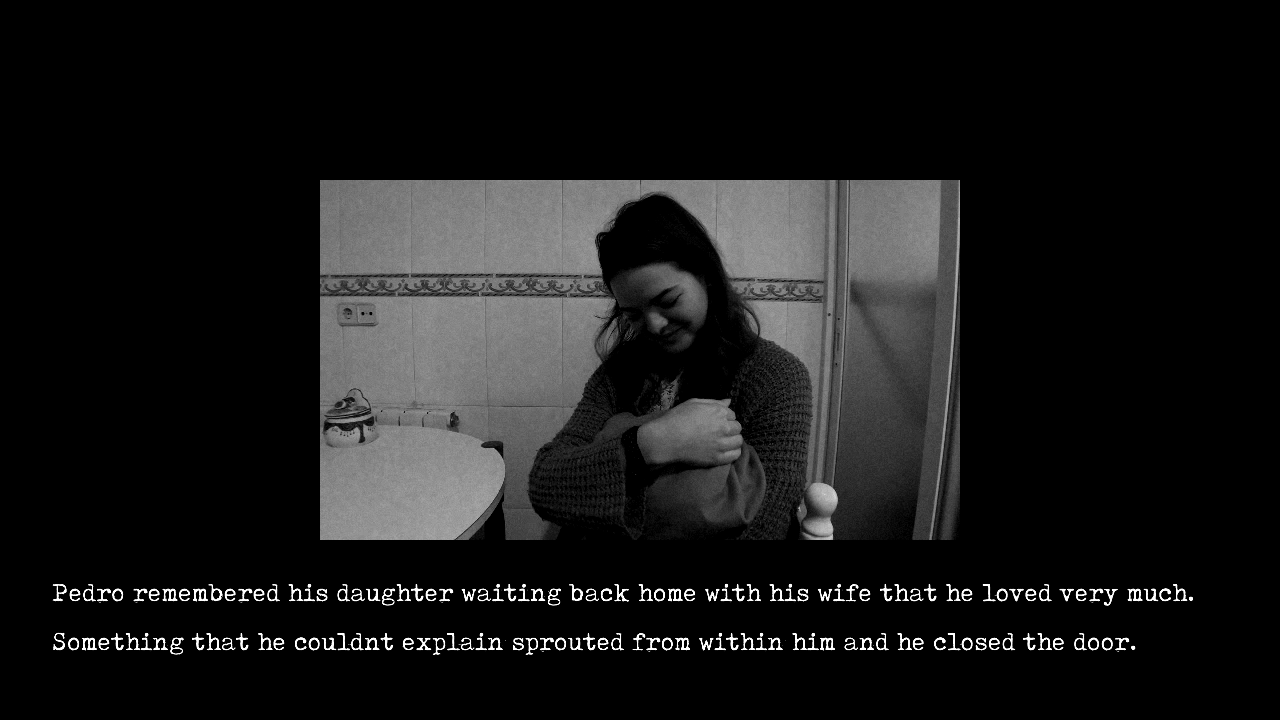 Pedro remembered his daughter waiting back home with his wife that he loved very much.
Something that he couldnt explain sprouted from within him and he closed the door.